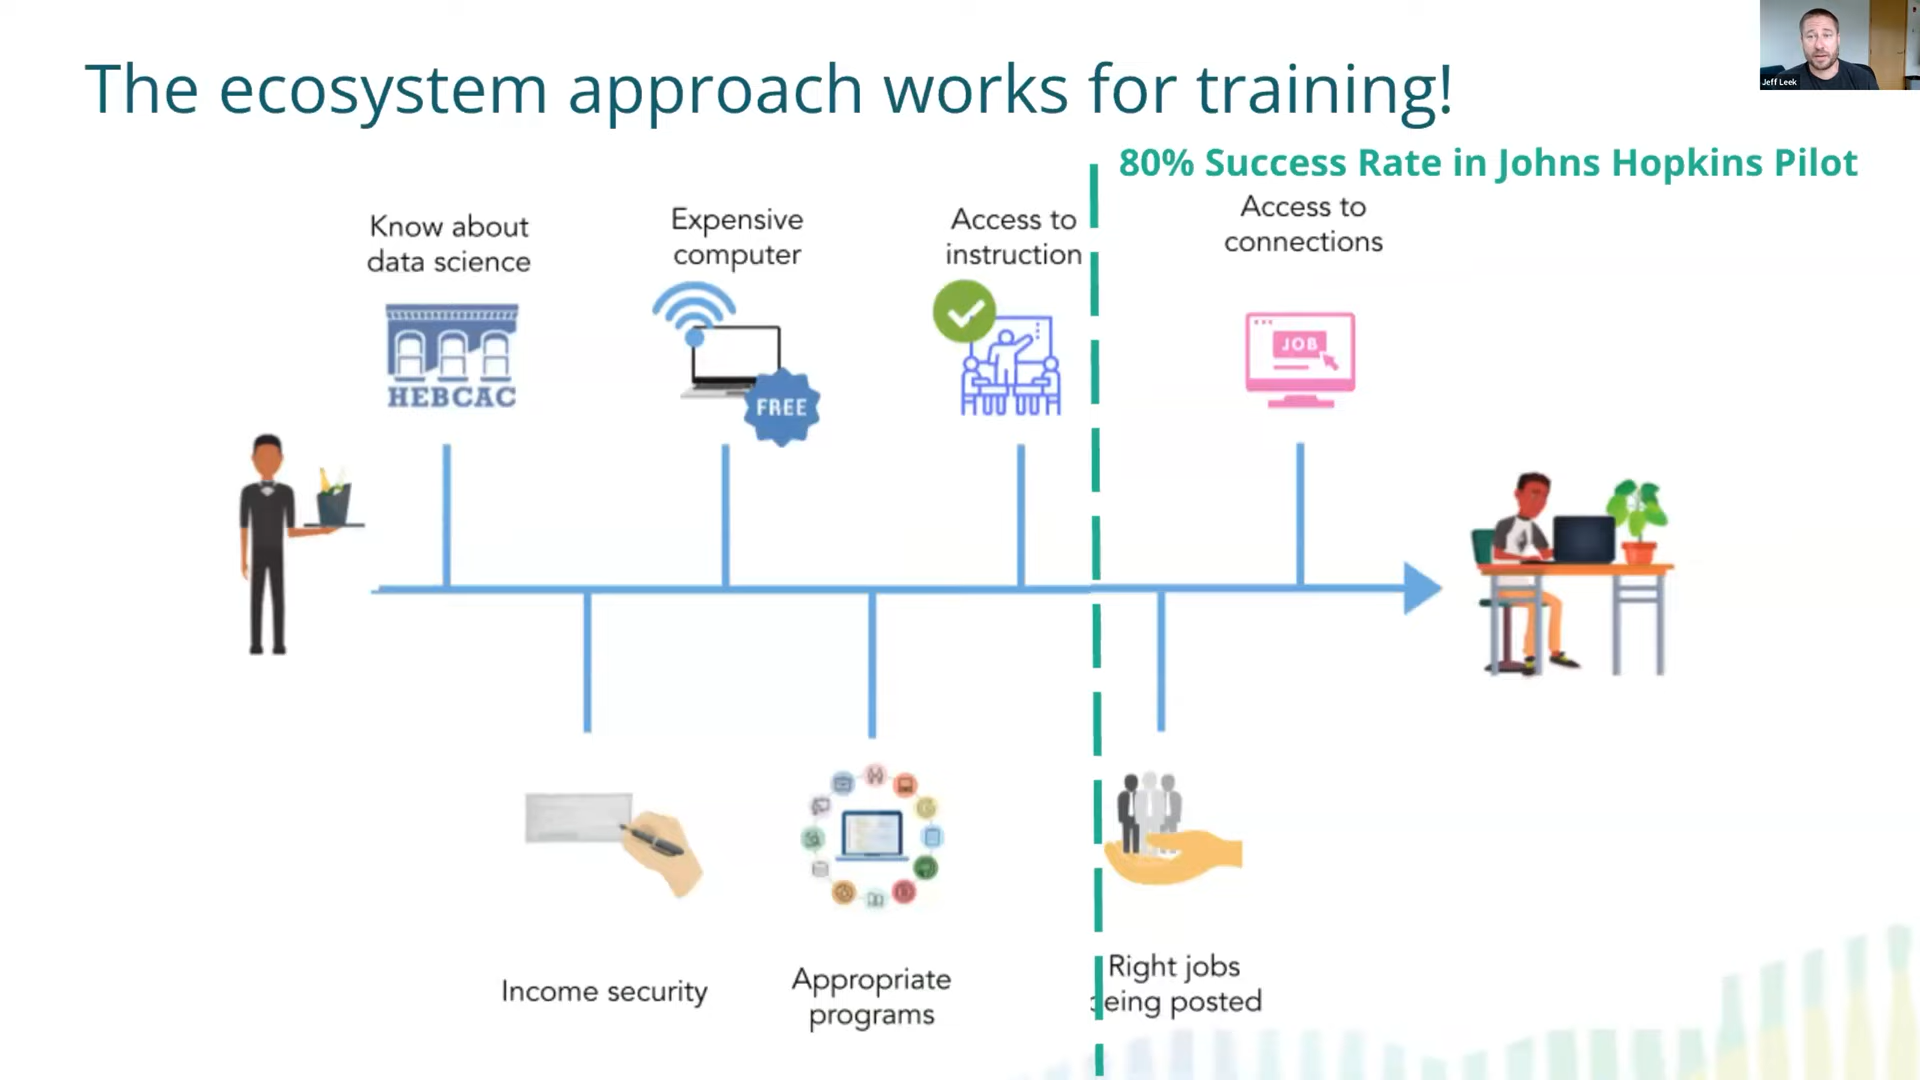 The ecosystem approach works for training!
Jeff Leek
80% Success Rate in Johns Hopkins Pilot
Know about
data science
Expensive
computer
Access to
instruction
Access to
connections
HEBCAC
FREE
JOB
Income security
Appropriate
programs
Right jobs
being posted